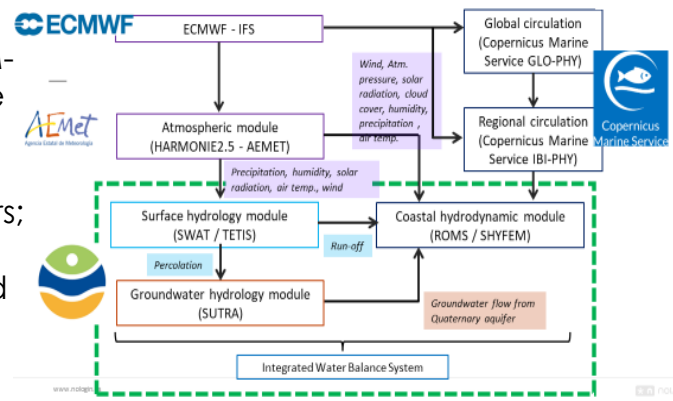 ECMWF
ECMWF - IFS
Global circulation
(Copernicus Marine
Service GLO-PHY)
Wind, Atm.
pressure, solar
radiation, cloud
cover, humidity,
precipitation ,
air temp.
AEMet
Agencia Estatal de Meteorología
Atmospheric module
(HARMONIE2.5 - AEMET)
Regional circulation
(Copernicus Marine
Service IBI-PHY)
Copernicus
Marine Service
Precipitation, humidity, solar
radiation, air temp., wind
rs;
Surface hydrology module
(SWAT / TETIS)
Run-off
Coastal hydrodynamic module
(ROMS / SHYFEM)
Percolation
d
Groundwater hydrology module
(SUTRA)
Groundwater flow from
Quaternary aquifer
Integrated Water Balance System